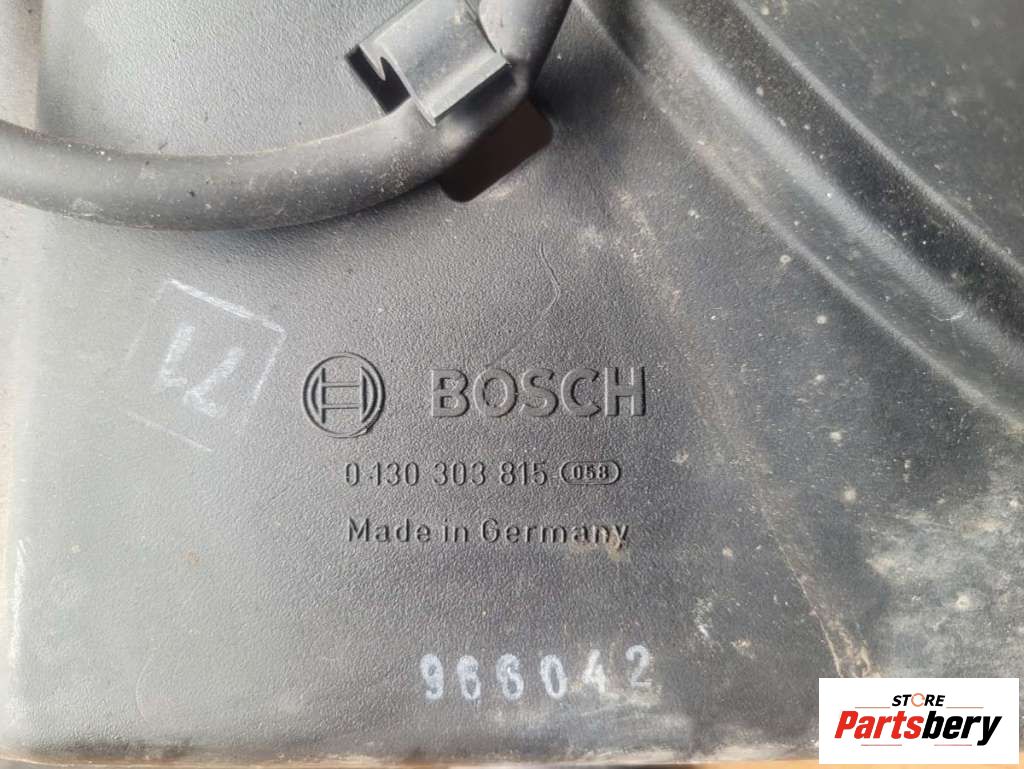 BOSCH
0 130 303 815 058
Made in Germany
966042
STORE
Partsbery